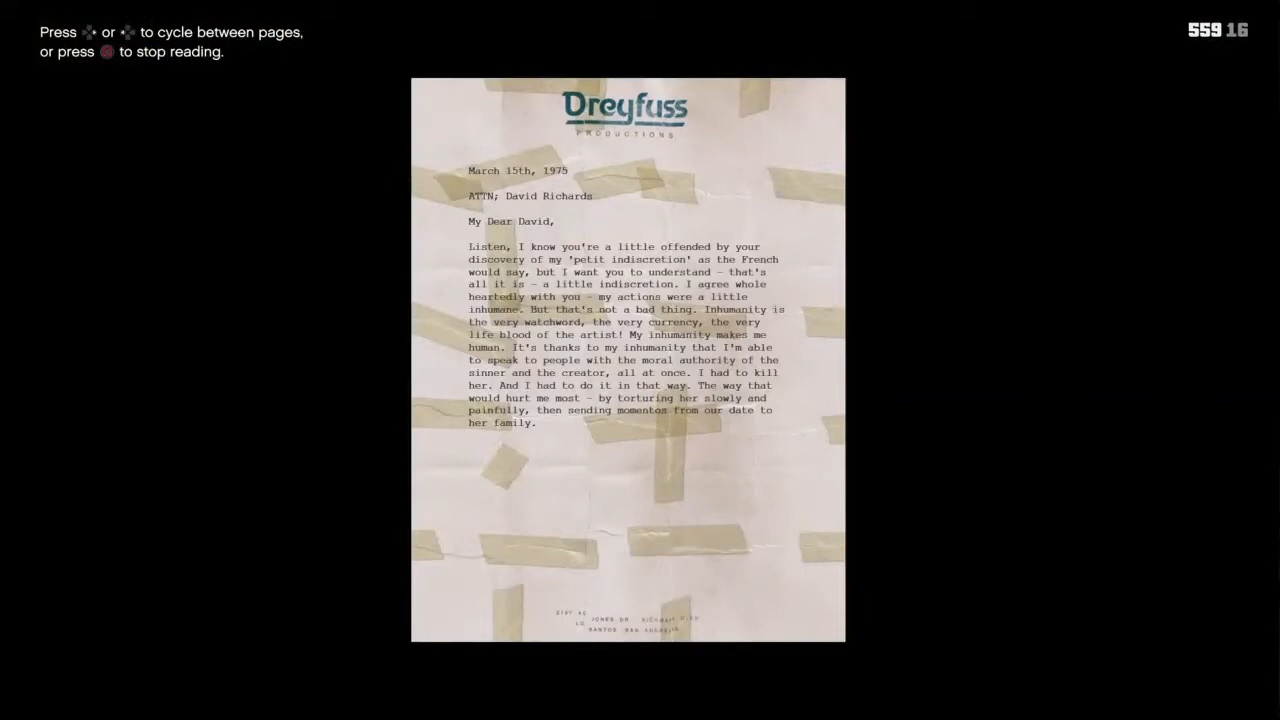 Press or to cycle between pages,
or press to stop reading.
559 16
Dreyfuss
PRODUCTIONS
March 15th, 1975
ATTN; David Richards
My Dear David,
Listen, I know you're a little offended by your
discovery of my 'petit indiscretion' as the French
would say, but I want you to understand - that's
all it is - a little indiscretion. I agree whole
heartedly with you - my actions were a little
inhumane. But that's not a bad thing. Inhumanity is
the very watchword, the very currency, the very
life blood of the artist! My inhumanity makes me
human. It's thanks to my inhumanity that I'm able
to speak to people with the moral authority of the
sinner and the creator, all at once. I had to kill
her. And I had to do it in that way. The way that
would hurt me most - by torturing her slowly and
painfully, then sending momentos from our date to
her family.
JONES DR
SANTOS SAN